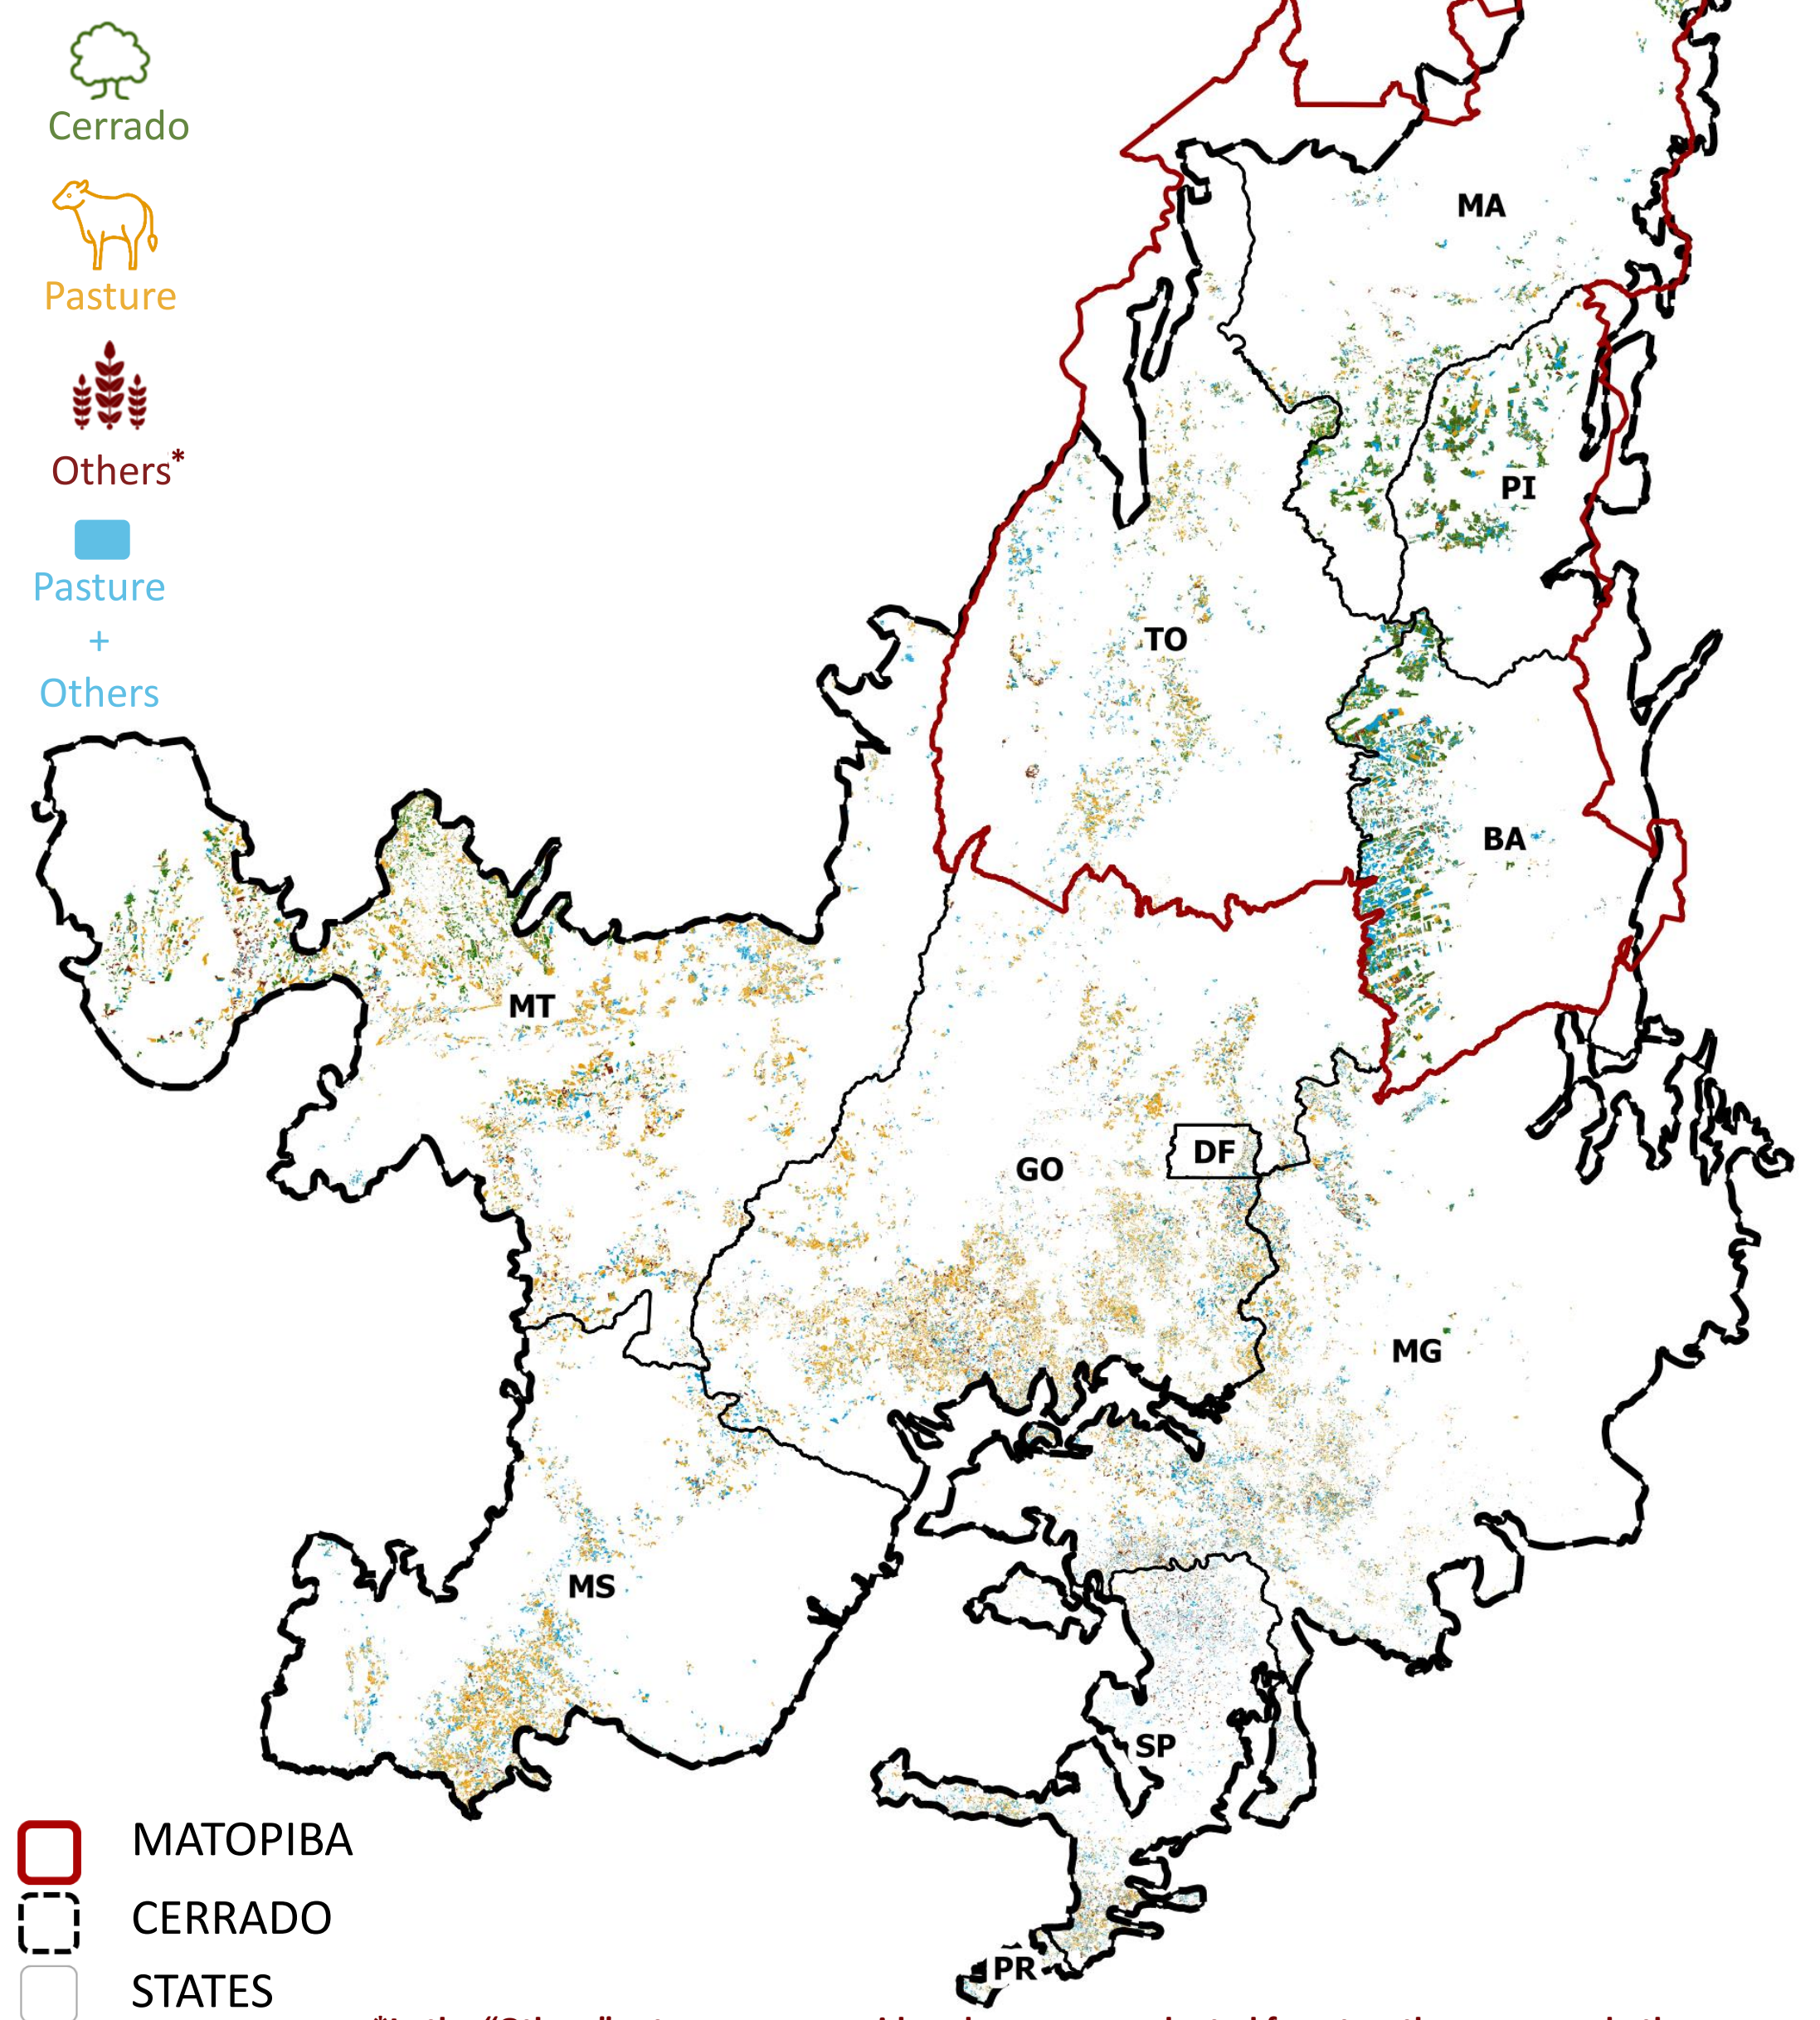 Cerrado
Pasture
Others*
Pasture
+
Others
MA
PI
TO
BA
MT
DF
GO
MG
MS
SP
PR
MATOPIBA
CERRADO
STATES